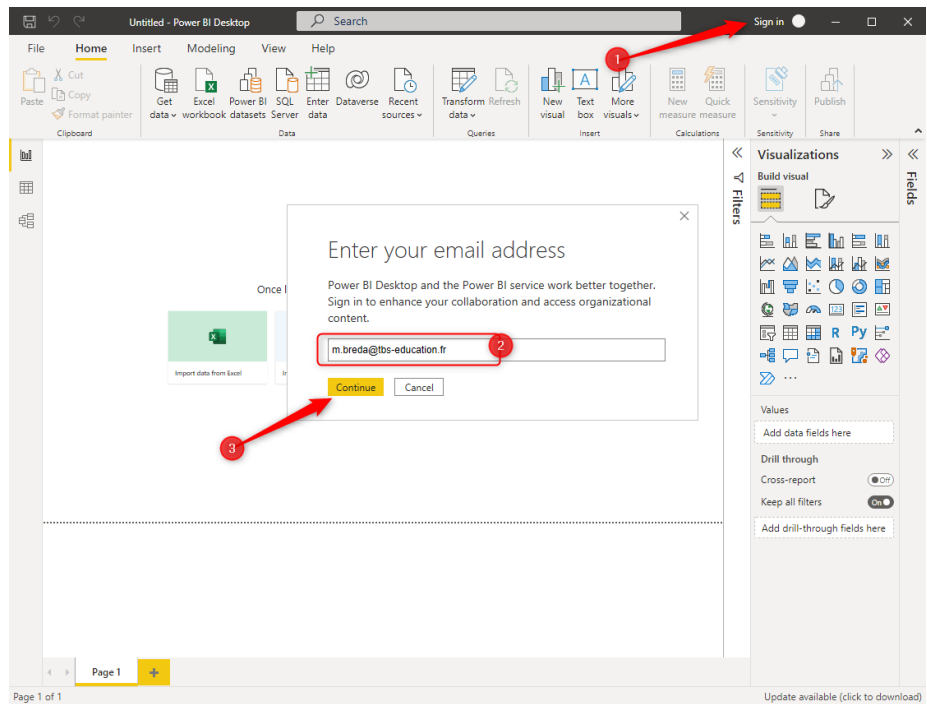 Untitled - Power BI Desktop
Search
Sign in
1
File Home Insert Modeling View Help
Paste
Cut
Copy
Format painter
Get data
Excel workbook
Power BI datasets
SQL Server
Enter data
Dataverse
Recent sources
Transform data
Refresh
New visual
Text box
More visuals
New measure
Quick measure
Sensitivity
Publish
Clipboard
Data
Queries
Insert
Calculations
Sensitivity
Share
Visualizations
Build visual
Filters
Fields
Enter your email address
Power BI Desktop and the Power BI service work better together.
Sign in to enhance your collaboration and access organizational
content.
m.breda@tbs-education.fr
2
Continue
Cancel
3
Once
Import data from Excel
123
R
Py
Values
Add data fields here
Drill through
Cross-report
Off
Keep all filters
On
Add drill-through fields here
Page 1
Page 1 of 1
Update available (click to download)